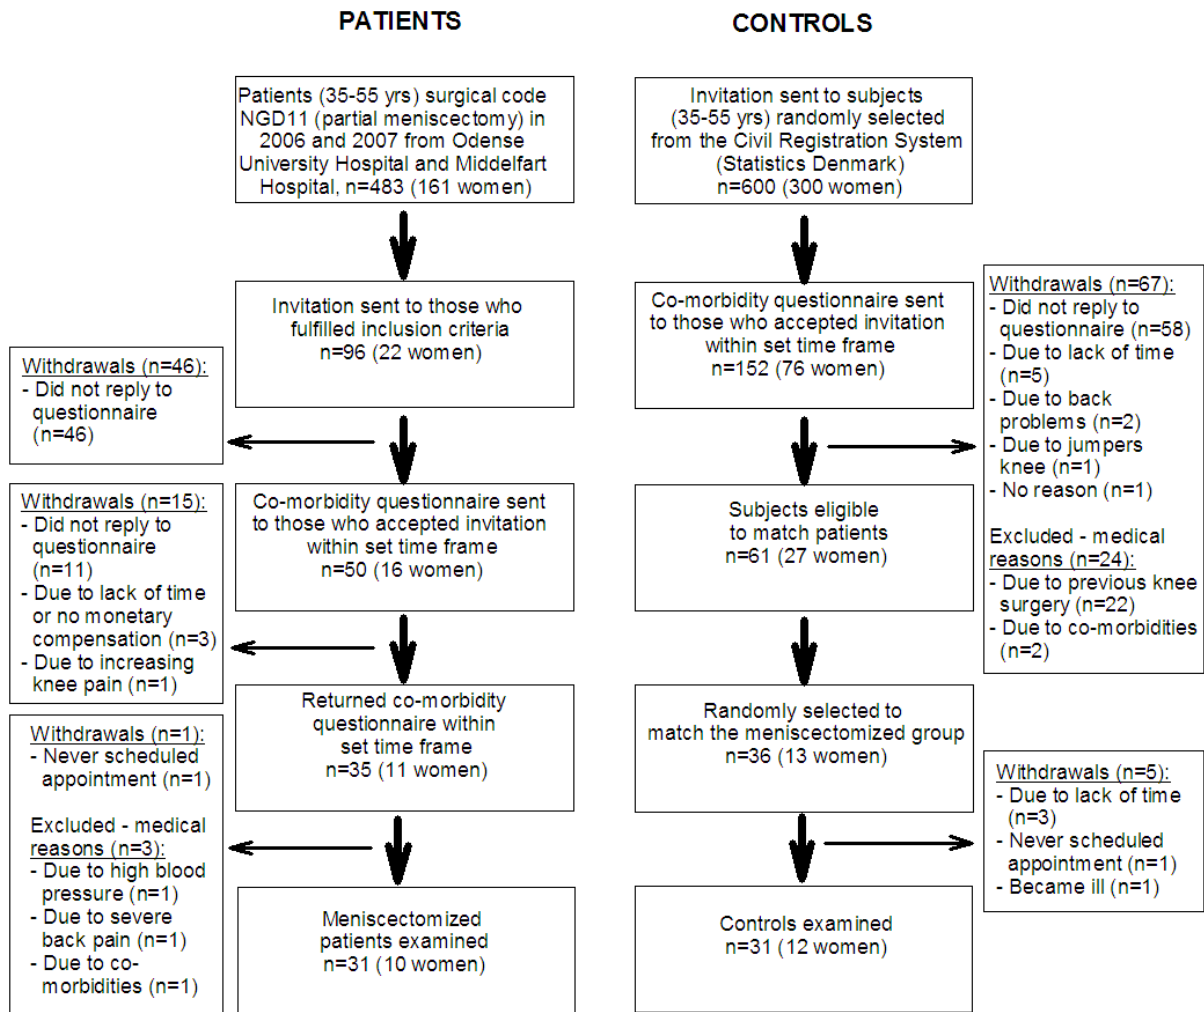 PATIENTS
Patients (35-55 yrs) surgical code
NGD11 (partial meniscectomy) in
2006 and 2007 from Odense
University Hospital and Middelfart
Hospital, n=483 (161 women)
Invitation sent to those who
fulfilled inclusion criteria
n=96 (22 women)
Withdrawals (n=46):
- Did not reply to
questionnaire
(n=46)
Co-morbidity questionnaire sent
to those who accepted invitation
within set time frame
n=50 (16 women)
Withdrawals (n=15):
- Did not reply to
questionnaire
(n=11)
- Due to lack of time
or no monetary
compensation (n=3)
- Due to increasing
knee pain (n=1)
Returned co-morbidity
questionnaire within
set time frame
n=35 (11 women)
Withdrawals (n=1):
- Never scheduled
appointment (n=1)
Excluded - medical
reasons (n=3):
- Due to high blood
pressure (n=1)
- Due to severe
back pain (n=1)
- Due to co-
morbidities (n=1)
Meniscectomized
patients examined
n=31 (10 women)
CONTROLS
Invitation sent to subjects
(35-55 yrs) randomly selected
from the Civil Registration System
(Statistics Denmark)
n=600 (300 women)
Co-morbidity questionnaire sent
to those who accepted invitation
within set time frame
n=152 (76 women)
Withdrawals (n=67):
- Did not reply to
questionnaire (n=58)
- Due to lack of time
(n=5)
- Due to back
problems (n=2)
- Due to jumpers
knee (n=1)
- No reason (n=1)
Excluded - medical
reasons (n=24):
- Due to previous knee
surgery (n=22)
- Due to co-morbidities
(n=2)
Subjects eligible
to match patients
n=61 (27 women)
Randomly selected to
match the meniscectomized group
n=36 (13 women)
Withdrawals (n=5):
- Due to lack of time
(n=3)
- Never scheduled
appointment (n=1)
- Became ill (n=1)
Controls examined
n=31 (12 women)